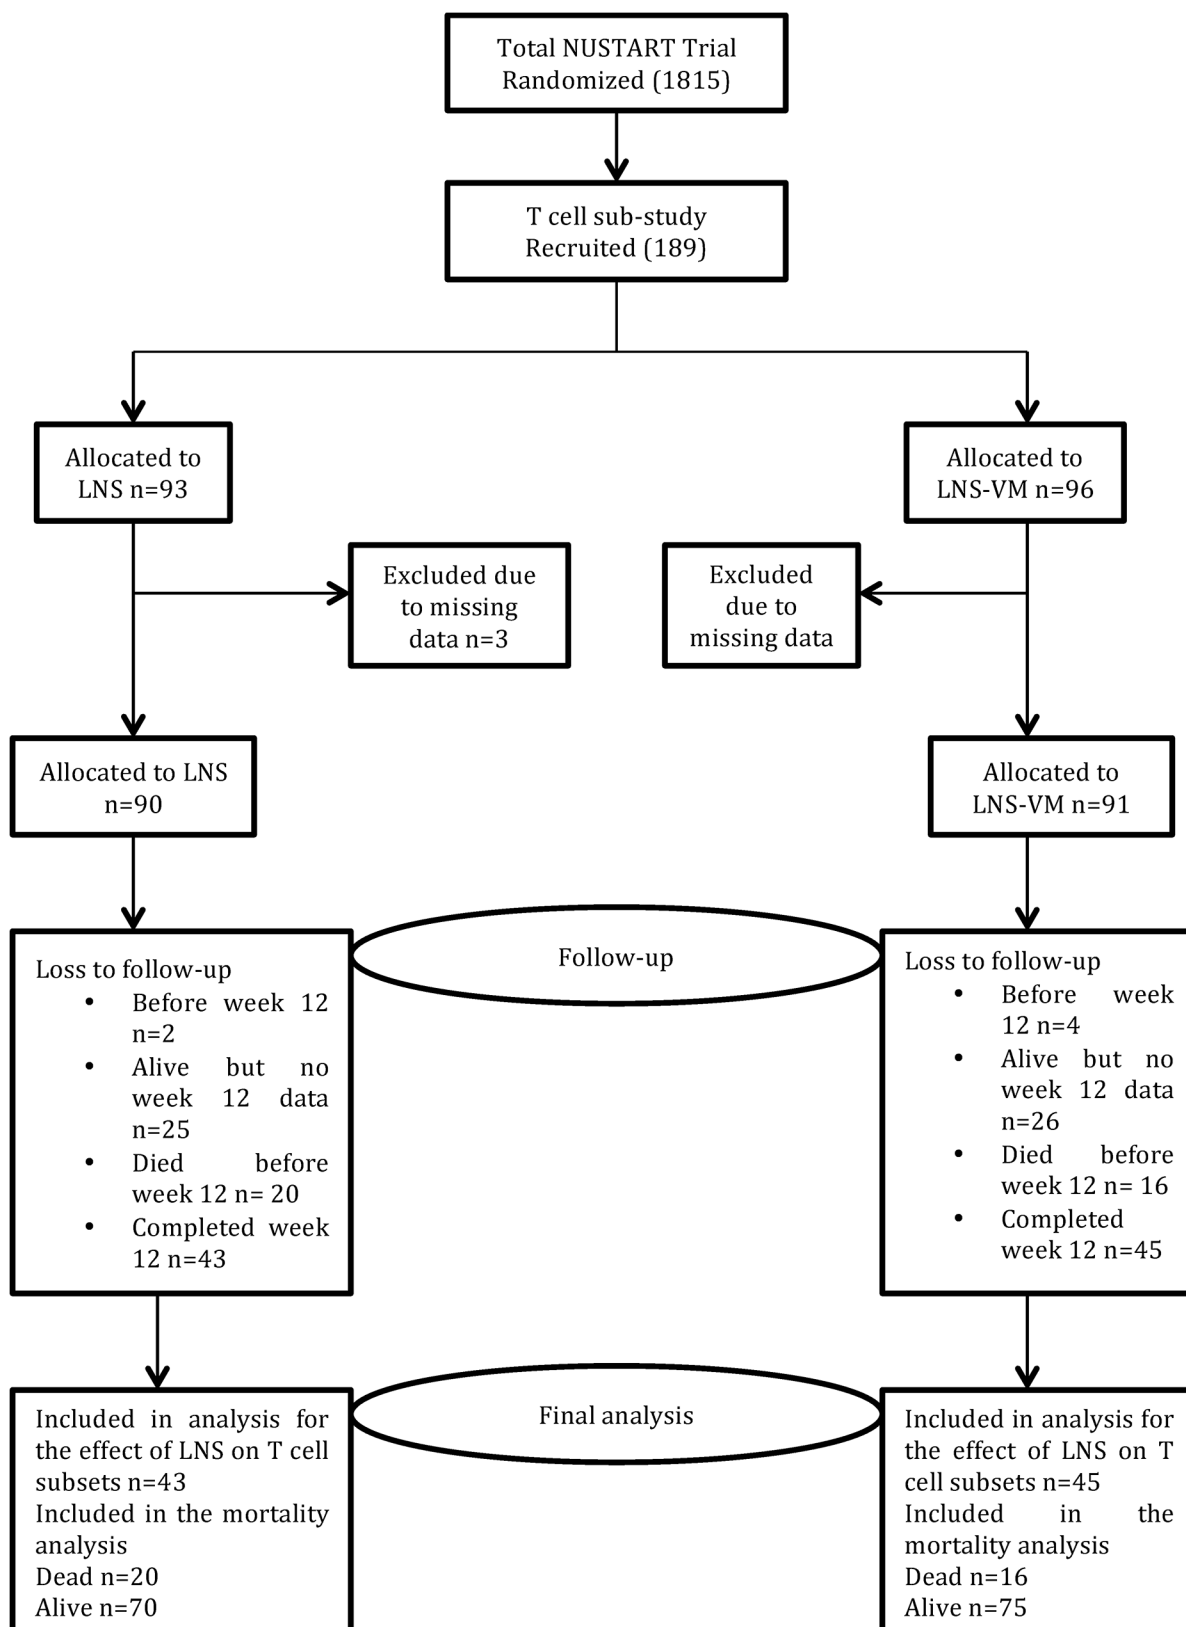 Total NUSTART Trial
Randomized (1815)
T cell sub-study
Recruited (189)
Allocated to
LNS n=93
Allocated to
LNS-VM n=96
Excluded due
to missing
data n=3
Excluded
due to
missing data
Allocated to LNS
n=90
Allocated to
LNS-VM n=91
Follow-up
Loss to follow-up
• Before week 12
n=2
• Alive but no
week 12 data
n=25
• Died before
week 12 n= 20
• Completed week
12 n=43
Loss to follow-up
• Before week
12 n=4
• Alive but no
week 12 data
n=26
• Died before
week 12 n= 16
• Completed
week 12 n=45
Final analysis
Included in analysis for
the effect of LNS on T cell
subsets n=43
Included in the mortality
analysis
Dead n=20
Alive n=70
Included in analysis for
the effect of LNS on T
cell subsets n=45
Included in the
mortality analysis
Dead n=16
Alive n=75